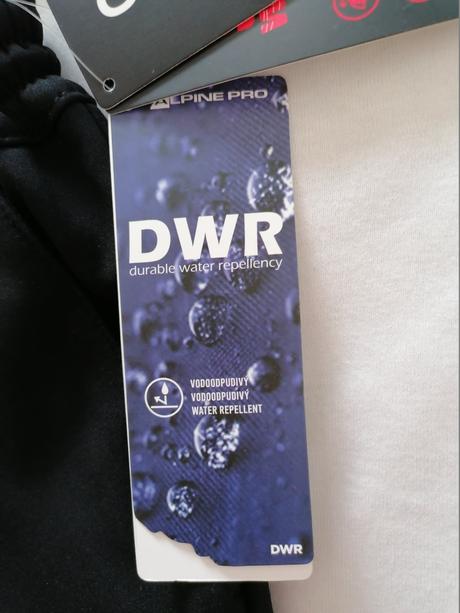 ALPINE PRO
DWR
durable water repellency
VODOODPUDIVÝ
VODOODPUDIVÝ
WATER REPELLENT
DWR